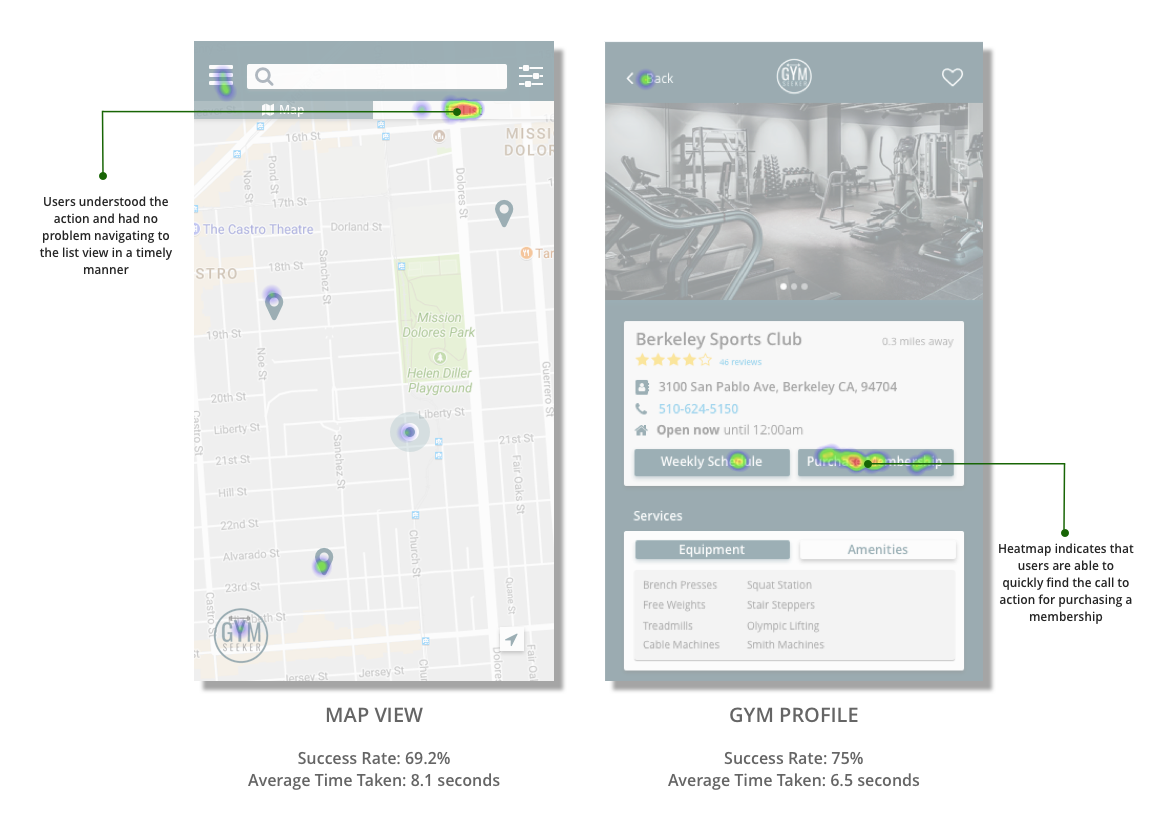 Map
16th St
MISSI
DOLOR
Pond St
Noe St
Dolores St
17th St
The Castro Theatre
Dorland St
Tar
STRO
18th St
Sanchez St
Mission
Dolores Park
19th St
Noe St
Helen Diller
Playground
Guerrero St
20th St
Liberty St
Castro St
Liberty St
21st St
21st St
Sanchez St
Fair Oaks St
Hill St
22nd St
Church St
Alvarado St
23rd St
Quane St
Castro St
GYM
SEEKER
Fair Oa
Dolores
Chu
Jersey St
Jersey St
Users understood the
action and had no
problem navigating to
the list view in a timely
manner
MAP VIEW
Success Rate: 69.2%
Average Time Taken: 8.1 seconds
Back
GYM
SEEKER
Berkeley Sports Club
0.3 miles away
46 reviews
3100 San Pablo Ave, Berkeley CA, 94704
510-624-5150
Open now until 12:00am
Weekly Schedule
Purchase Membership
Services
Equipment
Amenities
Brench Presses
Squat Station
Free Weights
Stair Steppers
Treadmills
Olympic Lifting
Cable Machines
Smith Machines
Heatmap indicates that
users are able to
quickly find the call to
action for purchasing a
membership
GYM PROFILE
Success Rate: 75%
Average Time Taken: 6.5 seconds